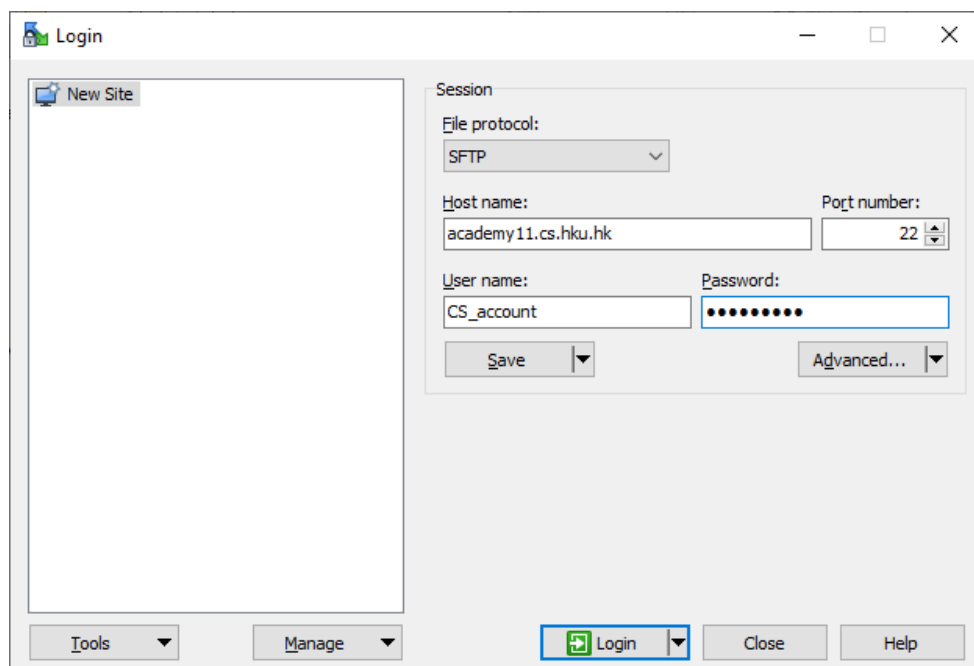 Login
New Site
Session
File protocol:
SFTP
Host name: Port number:
academy11.cs.hku.hk 22
User name: Password:
CS_account •••••••••
Save Advanced...
Tools Manage Login Close Help